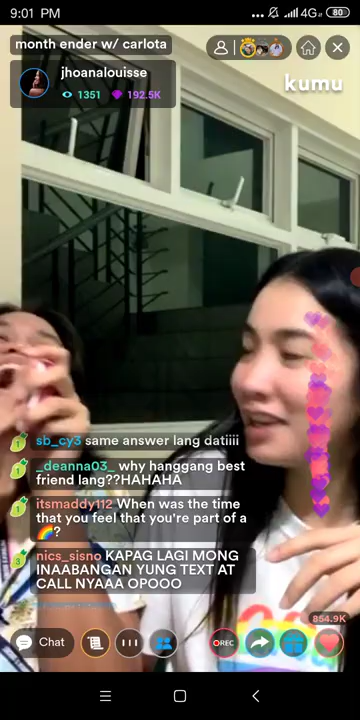 9:01 PM
4G
80
month ender w/ carlota
jhoanalouisse
1351 192.5K
kumu
sb_cy3 same answer lang datiiii
_deanna03_ why hanggang best
friend lang??HAHAHA
itsmaddy112 When was the time
that you feel that you're part of a
🌈?
nics_sisno KAPAG LAGI MONG
INAABANGAN YUNG TEXT AT
CALL NYAAA OPOOO
854.9K
Chat
REC